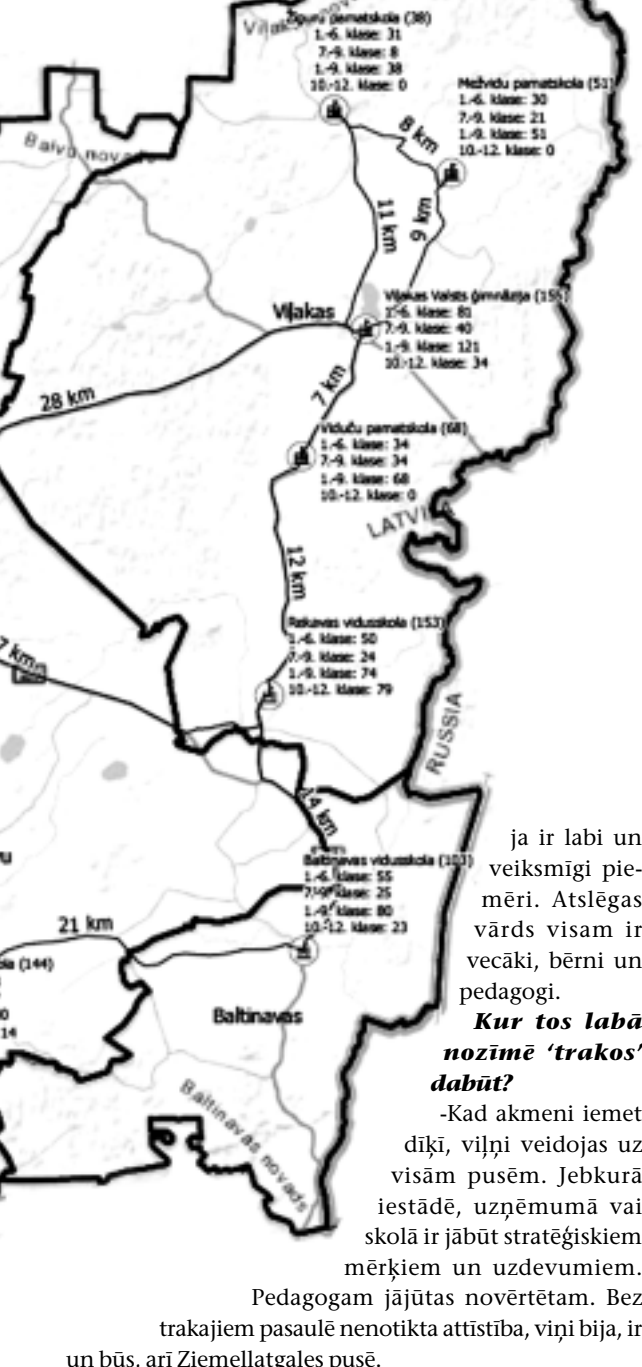 Žīguru pamatskola (38)
1.-6. klase: 31
7.-9. klase: 8
1.-9. klase: 38
10.-12. klase: 0
Mežvidu pamatskola (51)
1.-6. klase: 30
7.-9. klase: 21
1.-9. klase: 51
10.-12. klase: 0
Balvu novads
8 km
11 km
9 km
Viļakas Valsts ģimnāzija (155)
1.-6. klase: 81
7.-9. klase: 40
1.-9. klase: 121
10.-12. klase: 34
Viļakas
28 km
7 km
Viduču pamatskola (68)
1.-6. klase: 34
7.-9. klase: 34
1.-9. klase: 68
10.-12. klase: 0
LATVIA
12 km
Rekavas vidusskola (153)
1.-6. klase: 50
7.-9. klase: 24
1.-9. klase: 74
10.-12. klase: 79
7 km
RUSSIA
14 km
Baltinavas vidusskola (103)
1.-6. klase: 55
7.-9. klase: 25
1.-9. klase: 80
10.-12. klase: 23
21 km
(144)
14
Baltinavas
Baltinavas novads
ja ir labi un
veiksmīgi pie-
mēri. Atslēgas
vārds visam ir
vecāki, bērni un
pedagogi.
Kur tos labā
nozīmē ‘trakos’
dabūt?
-Kad akmeni iemet
dīķī, viļņi veidojas uz
visām pusēm. Jebkurā
iestādē, uzņēmumā vai
skolā ir jābūt stratēģiskiem
mērķiem un uzdevumiem.
Pedagogam jājūtas novērtētam. Bez
trakajiem pasaulē nenotikta attīstība, viņi bija, ir
un būs, arī Ziemeļlatgales pusē.